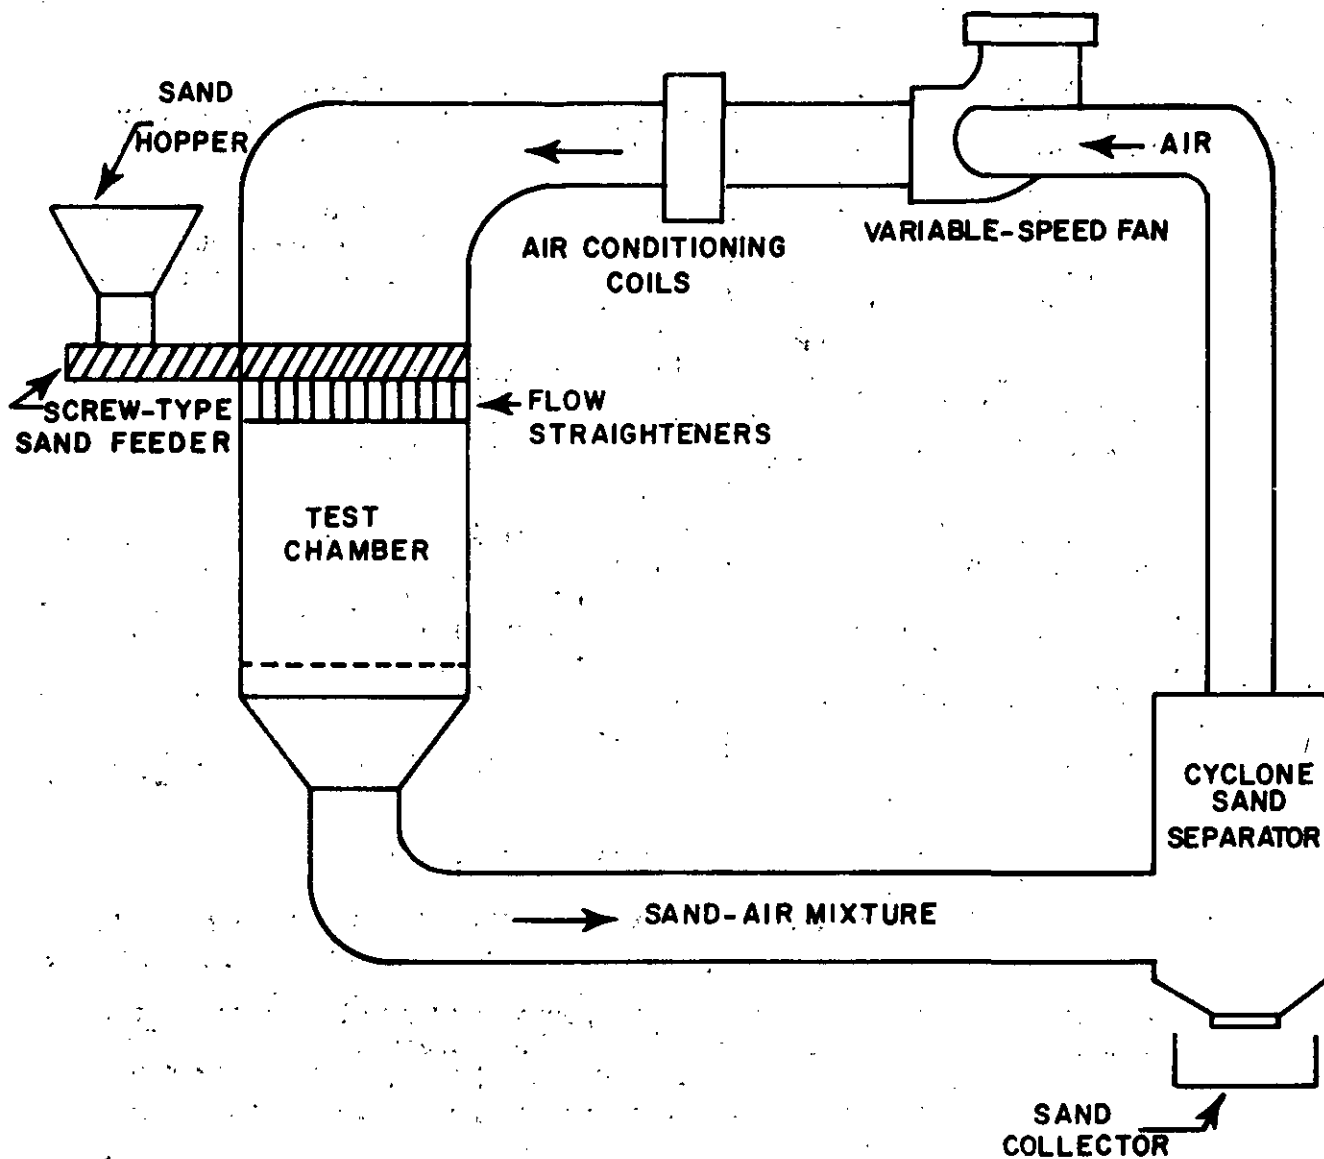 SAND
HOPPER
AIR
VARIABLE-SPEED FAN
AIR CONDITIONING
COILS
SCREW-TYPE
SAND FEEDER
FLOW
STRAIGHTENERS
TEST
CHAMBER
CYCLONE
SAND
SEPARATOR
SAND-AIR MIXTURE
SAND
COLLECTOR